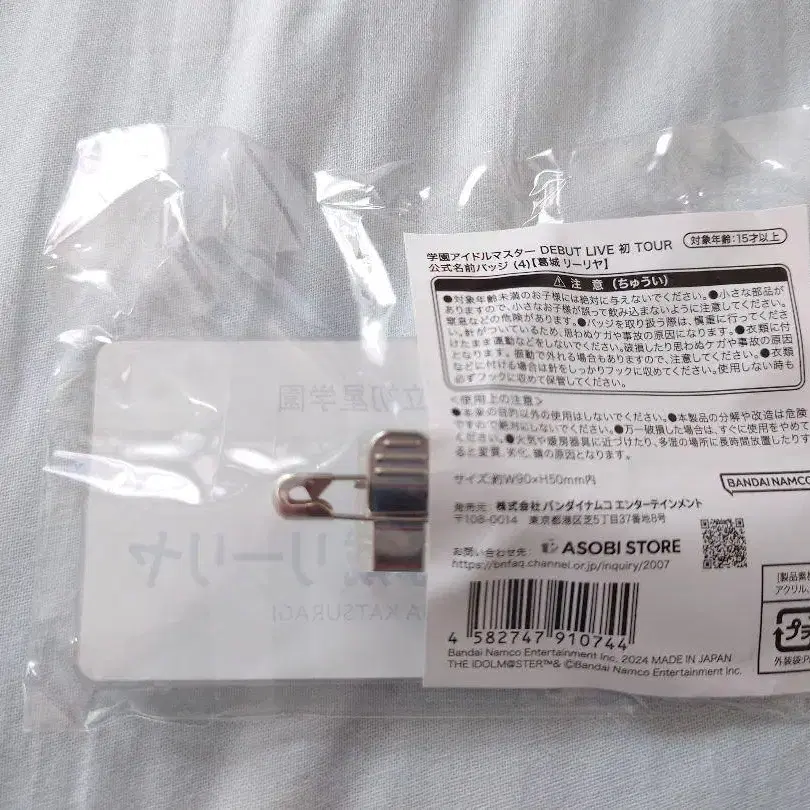 学園アイドルマスター DEBUT LIVE 初 TOUR
対象年齢:15才以上
公式名前バッジ (4)【葛城 リーリヤ】
⚠ 注 意 (ちゅうい)
●対象年齢未満のお子様には絶対に与えないでください。●小さな部品が
ありますので、小さなお子様が誤って飲み込まないように注意してください。
窒息などの危険があります。●バッジを取り扱う際は、慎重に行ってくださ
い。針がついているため、思わぬケガや事故の原因になります。●衣類に付
けたまま運動などをしないでください。破損したり思わぬケガや事故の原因
となります。振動で外れる場合もありますので、注意してください。●衣類
などに付ける場合は針をしっかりフックに収めてください。使用しない時も
必ずフックに収めて保管してください。
<使用上の注意>
●本来の目的以外の使用はしないでください。●本製品の分解や改造は危険
ですので絶対にしないでください。●万一破損した場合は、すぐに使用をやめて
ください。●火気や暖房器具に近づけたり、多湿の場所に長時間放置したりす
ると変質、劣化、錆の原因となります。
サイズ:約W90×H50mm内
BANDAI NAMCO
発売元: 株式会社バンダイナムコ エンターテインメント
〒108-0014 東京都港区芝5丁目37番地8号
お問い合わせ先: ASOBI STORE
https://bnfaq.channel.or.jp/inquiry/2007
[製品素
アクリル、
4 582747 910744
プラ
外装袋:P
Bandai Namco Entertainment Inc. 2024 MADE IN JAPAN
THE IDOLM@STER™& ©Bandai Namco Entertainment Inc.
立初星学園
城 リーリヤ
A KATSURAGI